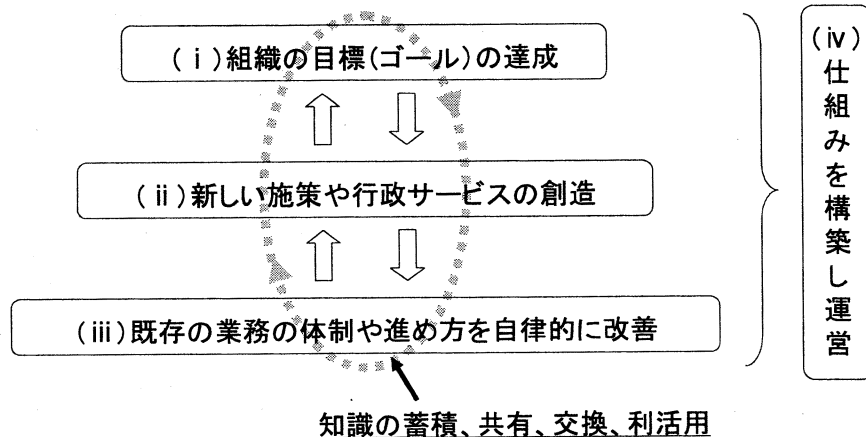 (ⅰ)組織の目標(ゴール)の達成
(ⅱ)新しい施策や行政サービスの創造
(ⅲ)既存の業務の体制や進め方を自律的に改善
知識の蓄積、共有、交換、利活用
(ⅳ)仕組みを構築し運営